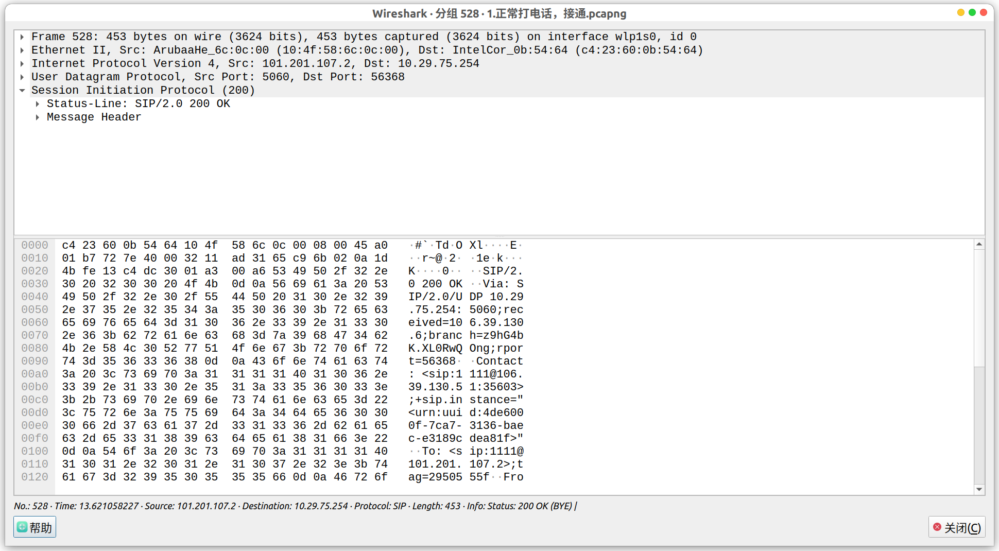 Wireshark · 分组 528 · 1.正常打电话，接通.pcapng
Frame 528: 453 bytes on wire (3624 bits), 453 bytes captured (3624 bits) on interface wlp1s0, id 0
Ethernet II, Src: ArubaaHe_6c:0c:00 (10:4f:58:6c:0c:00), Dst: IntelCor_0b:54:64 (c4:23:60:0b:54:64)
Internet Protocol Version 4, Src: 101.201.107.2, Dst: 10.29.75.254
User Datagram Protocol, Src Port: 5060, Dst Port: 56368
Session Initiation Protocol (200)
Status-Line: SIP/2.0 200 OK
Message Header
0000 c4 23 60 0b 54 64 10 4f 58 6c 0c 00 08 00 45 a0 ·#`·Td·O Xl····E·
0010 01 b7 72 7e 40 00 32 11 ad 31 65 c9 6b 02 0a 1d ··r~@·2· ·1e·k···
0020 4b fe 13 c4 dc 30 01 a3 00 a6 53 49 50 2f 32 2e K····0·· ··SIP/2.
0030 30 20 32 30 30 20 4f 4b 0d 0a 56 69 61 3a 20 53 0 200 OK ··Via: S
0040 49 50 2f 32 2e 30 2f 55 44 50 20 31 30 2e 32 39 IP/2.0/U DP 10.29
0050 2e 37 35 2e 32 35 34 3a 35 30 36 30 3b 72 65 63 .75.254: 5060;rec
0060 65 69 76 65 64 3d 31 30 36 2e 33 39 2e 31 33 30 eived=10 6.39.130
0070 2e 36 3b 62 72 61 6e 63 68 3d 7a 39 68 47 34 62 .6;branc h=z9hG4b
0080 4b 2e 58 4c 30 52 77 51 4f 6e 67 3b 72 70 6f 72 K.XL0RwQ Ong;rpor
0090 74 3d 35 36 33 36 38 0d 0a 43 6f 6e 74 61 63 74 t=56368· ·Contact
00a0 3a 20 3c 73 69 70 3a 31 31 31 31 40 31 30 36 2e : <sip:1 111@106.
00b0 33 39 2e 31 33 30 2e 35 31 3a 33 35 36 30 33 3e 39.130.5 1:35603>
00c0 3b 2b 73 69 70 2e 69 6e 73 74 61 6e 63 65 3d 22 ;+sip.in stance="
00d0 3c 75 72 6e 3a 75 75 69 64 3a 34 64 65 36 30 30 <urn:uui d:4de600
00e0 30 66 2d 37 63 61 37 2d 33 31 33 36 2d 62 61 65 0f-7ca7- 3136-bae
00f0 63 2d 65 33 31 38 39 63 64 65 61 38 31 66 3e 22 c-e3189c dea81f>"
0100 0d 0a 54 6f 3a 20 3c 73 69 70 3a 31 31 31 31 40 ··To: <s ip:1111@
0110 31 30 31 2e 32 30 31 2e 31 30 37 2e 32 3e 3b 74 101.201. 107.2>;t
0120 61 67 3d 32 39 35 30 35 35 35 66 0d 0a 46 72 6f ag=29505 55f··Fro
No.: 528 · Time: 13.621058227 · Source: 101.201.107.2 · Destination: 10.29.75.254 · Protocol: SIP · Length: 453 · Info: Status: 200 OK (BYE) |
帮助
关闭(C)